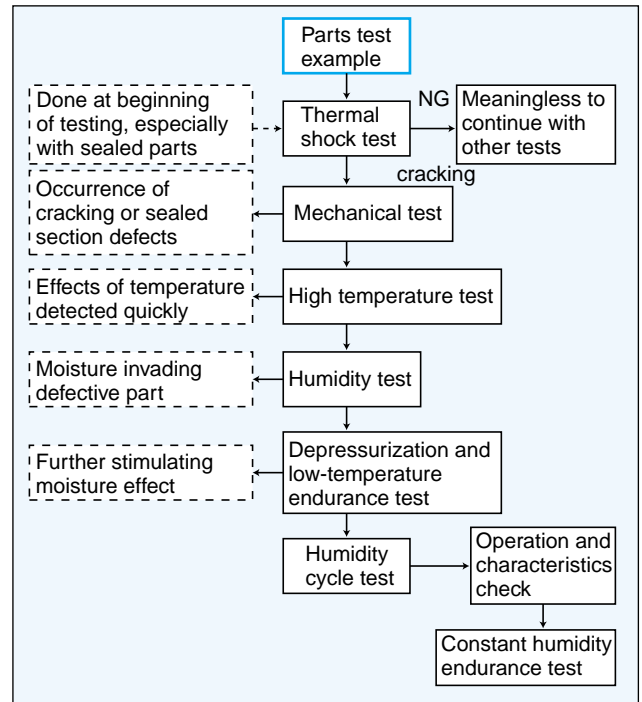 Parts test
example
Done at beginning
of testing, especially
with sealed parts
Thermal
shock test
NG
Meaningless to
continue with
other tests
cracking
Occurrence of
cracking or sealed
section defects
Mechanical test
Effects of temperature
detected quickly
High temperature test
Moisture invading
defective part
Humidity test
Further stimulating
moisture effect
Depressurization and
low-temperature
endurance test
Humidity
cycle test
Operation and
characteristics
check
Constant humidity
endurance test